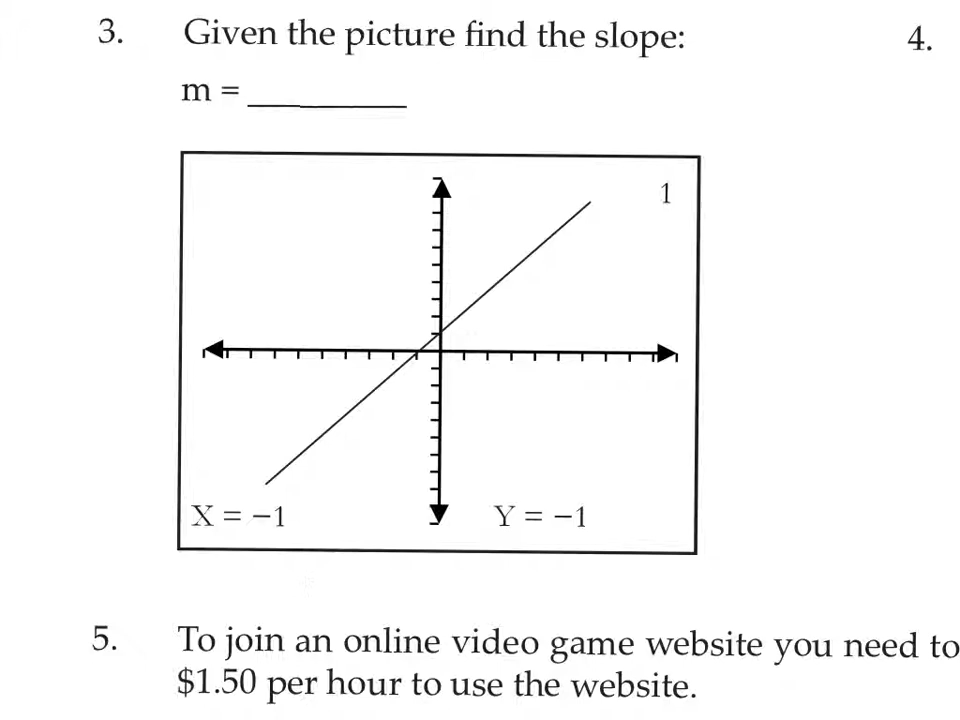 3. Given the picture find the slope:
4.
m = _________
1
X = −1
Y = −1
5. To join an online video game website you need to
$1.50 per hour to use the website.